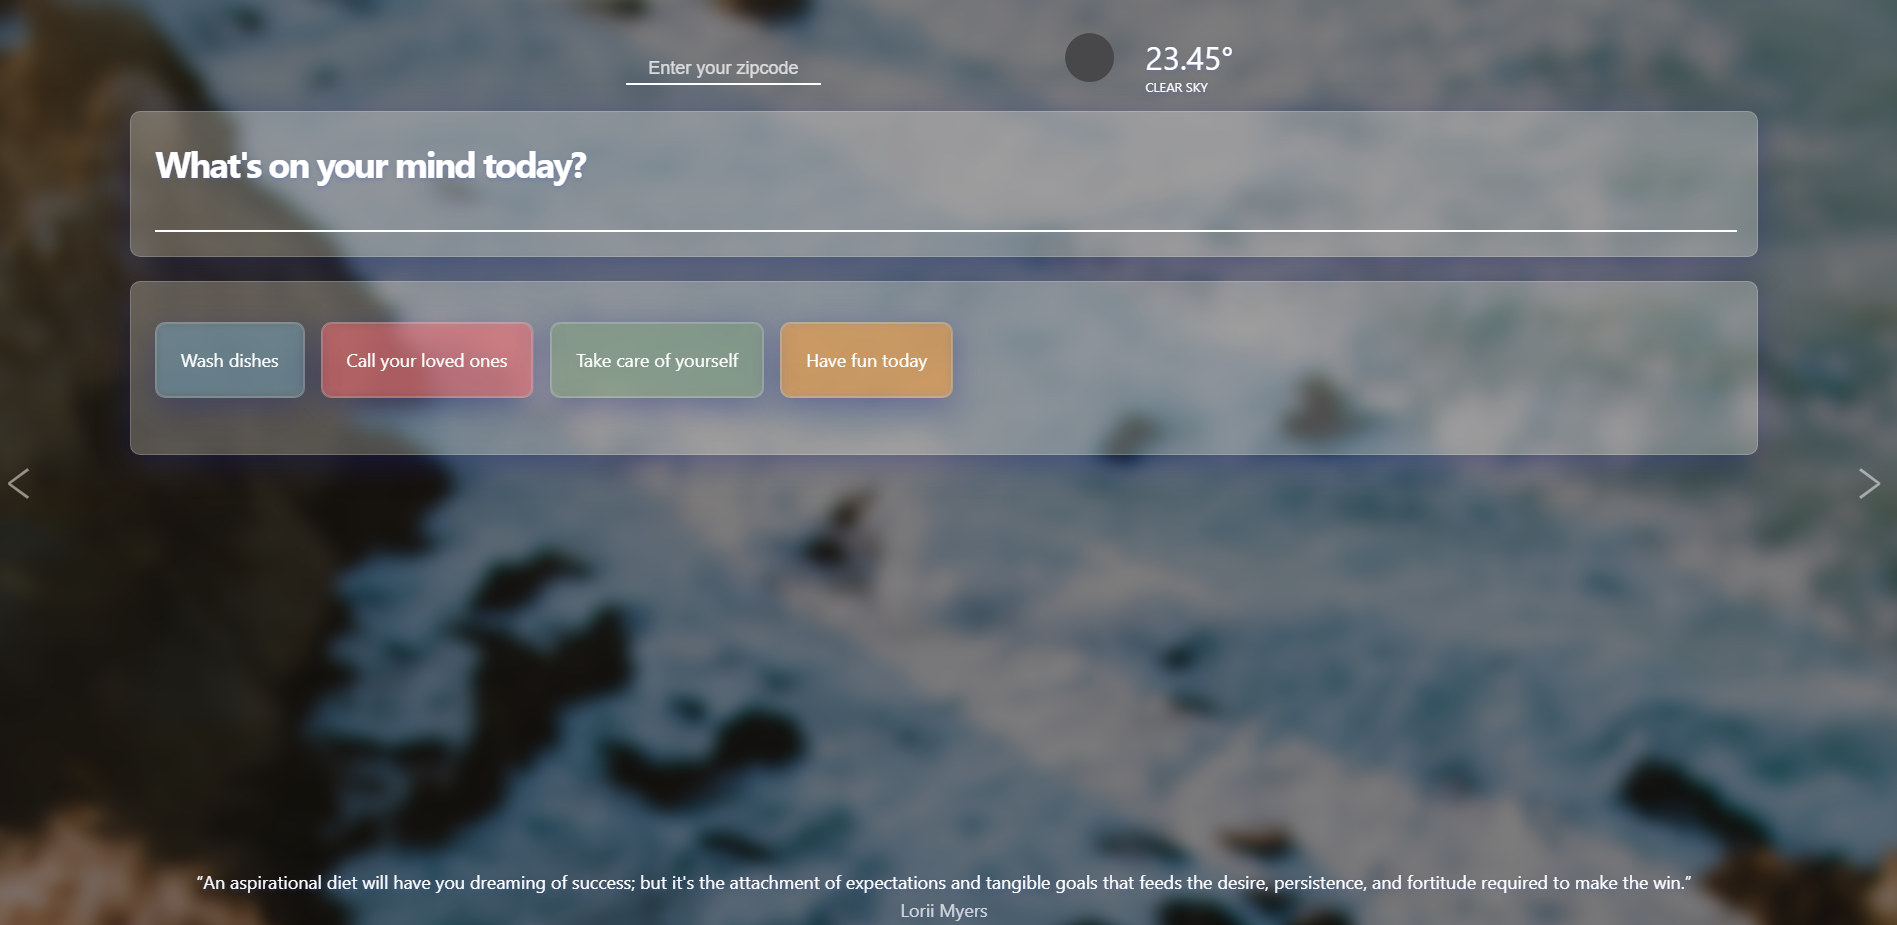 Enter your zipcode
23.45°
CLEAR SKY
What's on your mind today?
Wash dishes
Call your loved ones
Take care of yourself
Have fun today
"An aspirational diet will have you dreaming of success; but it's the attachment of expectations and tangible goals that feeds the desire, persistence, and fortitude required to make the win."
Lorii Myers